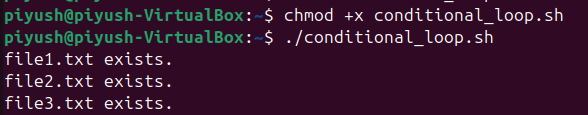 piyush@piyush-VirtualBox:~$ chmod +x conditional_loop.sh
piyush@piyush-VirtualBox:~$ ./conditional_loop.sh
file1.txt exists.
file2.txt exists.
file3.txt exists.